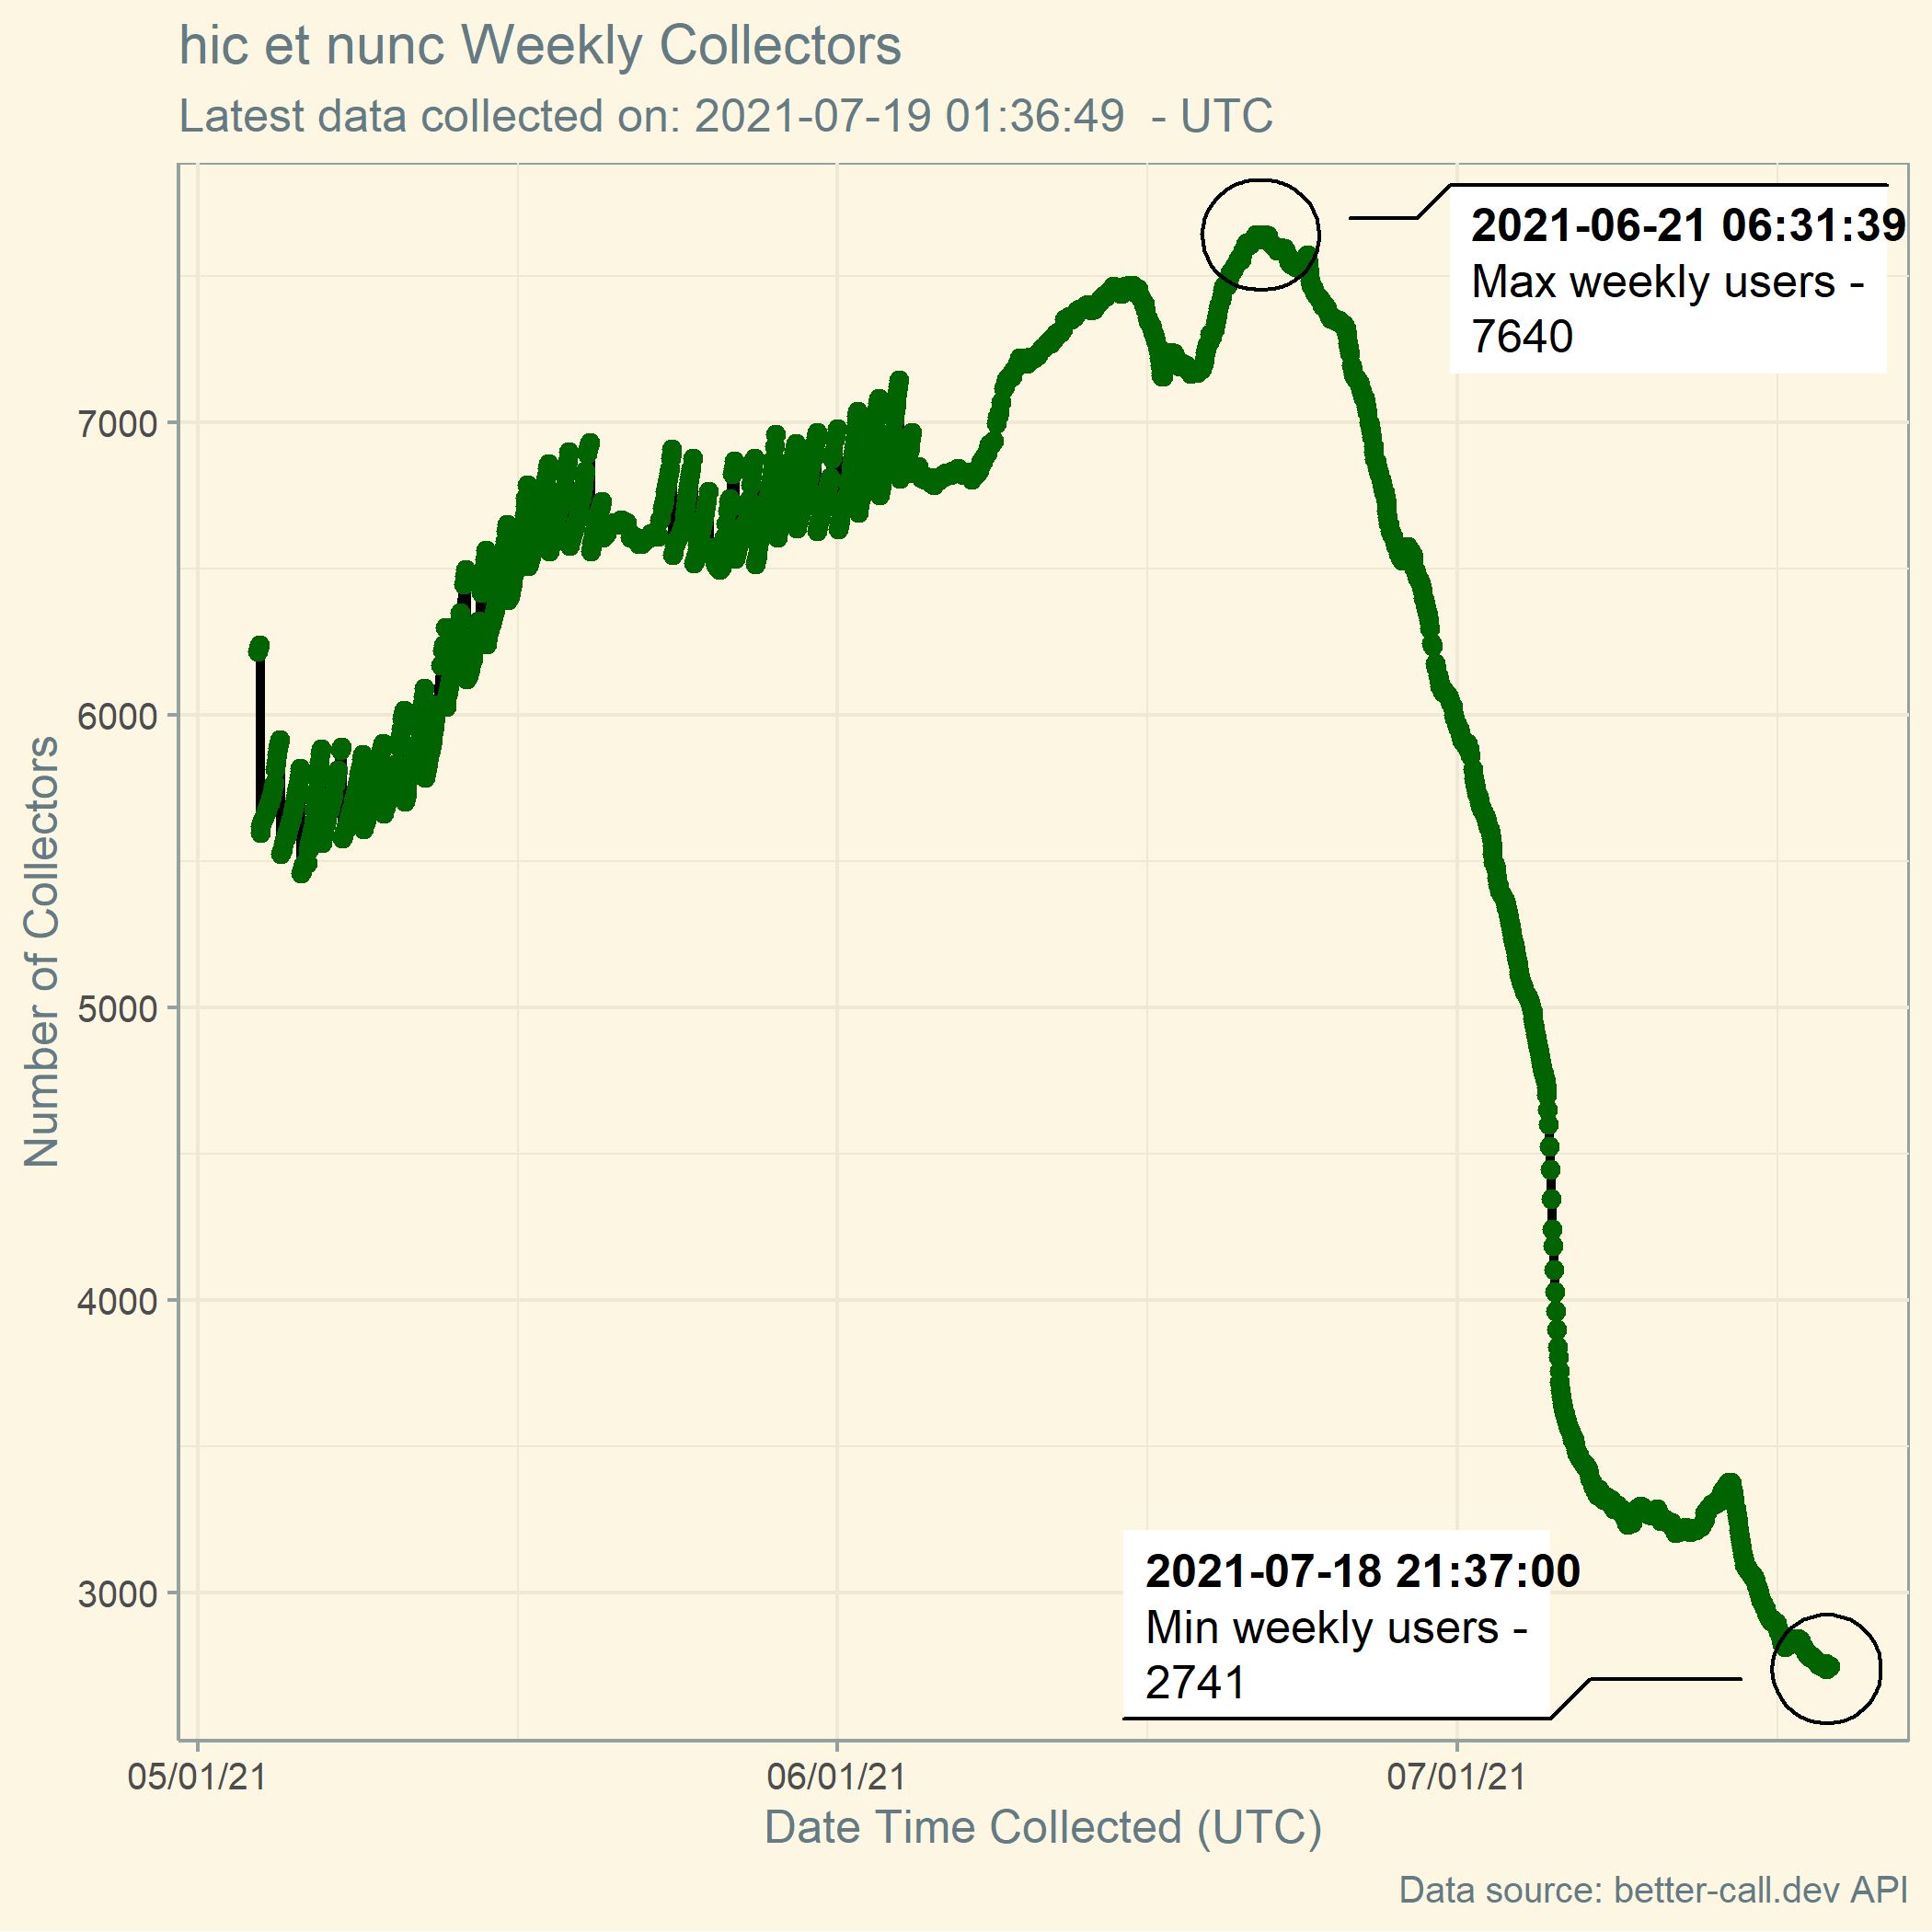 hic et nunc Weekly Collectors
Latest data collected on: 2021-07-19 01:36:49  - UTC
2021-06-21 06:31:39
Max weekly users -
7640
7000
6000
5000
4000
3000
Number of Collectors
2021-07-18 21:37:00
Min weekly users -
2741
05/01/21
06/01/21
07/01/21
Date Time Collected (UTC)
Data source: better-call.dev API